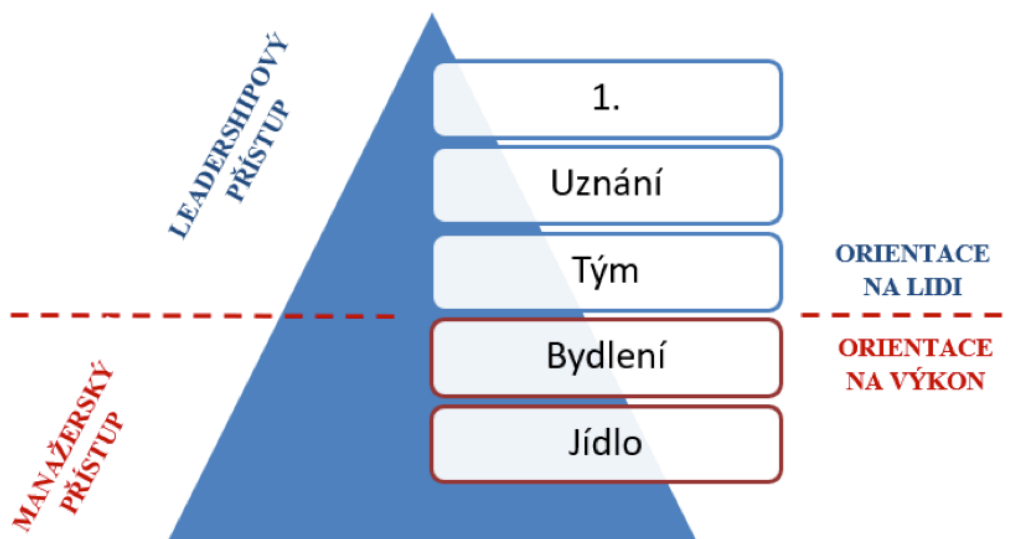 LEADERSHIPOVÝ
PŘÍSTUP
1.
Uznání
Tým
ORIENTACE
NA LIDI
Bydlení
ORIENTACE
NA VÝKON
Jídlo
MANAŽERSKÝ
PŘÍSTUP